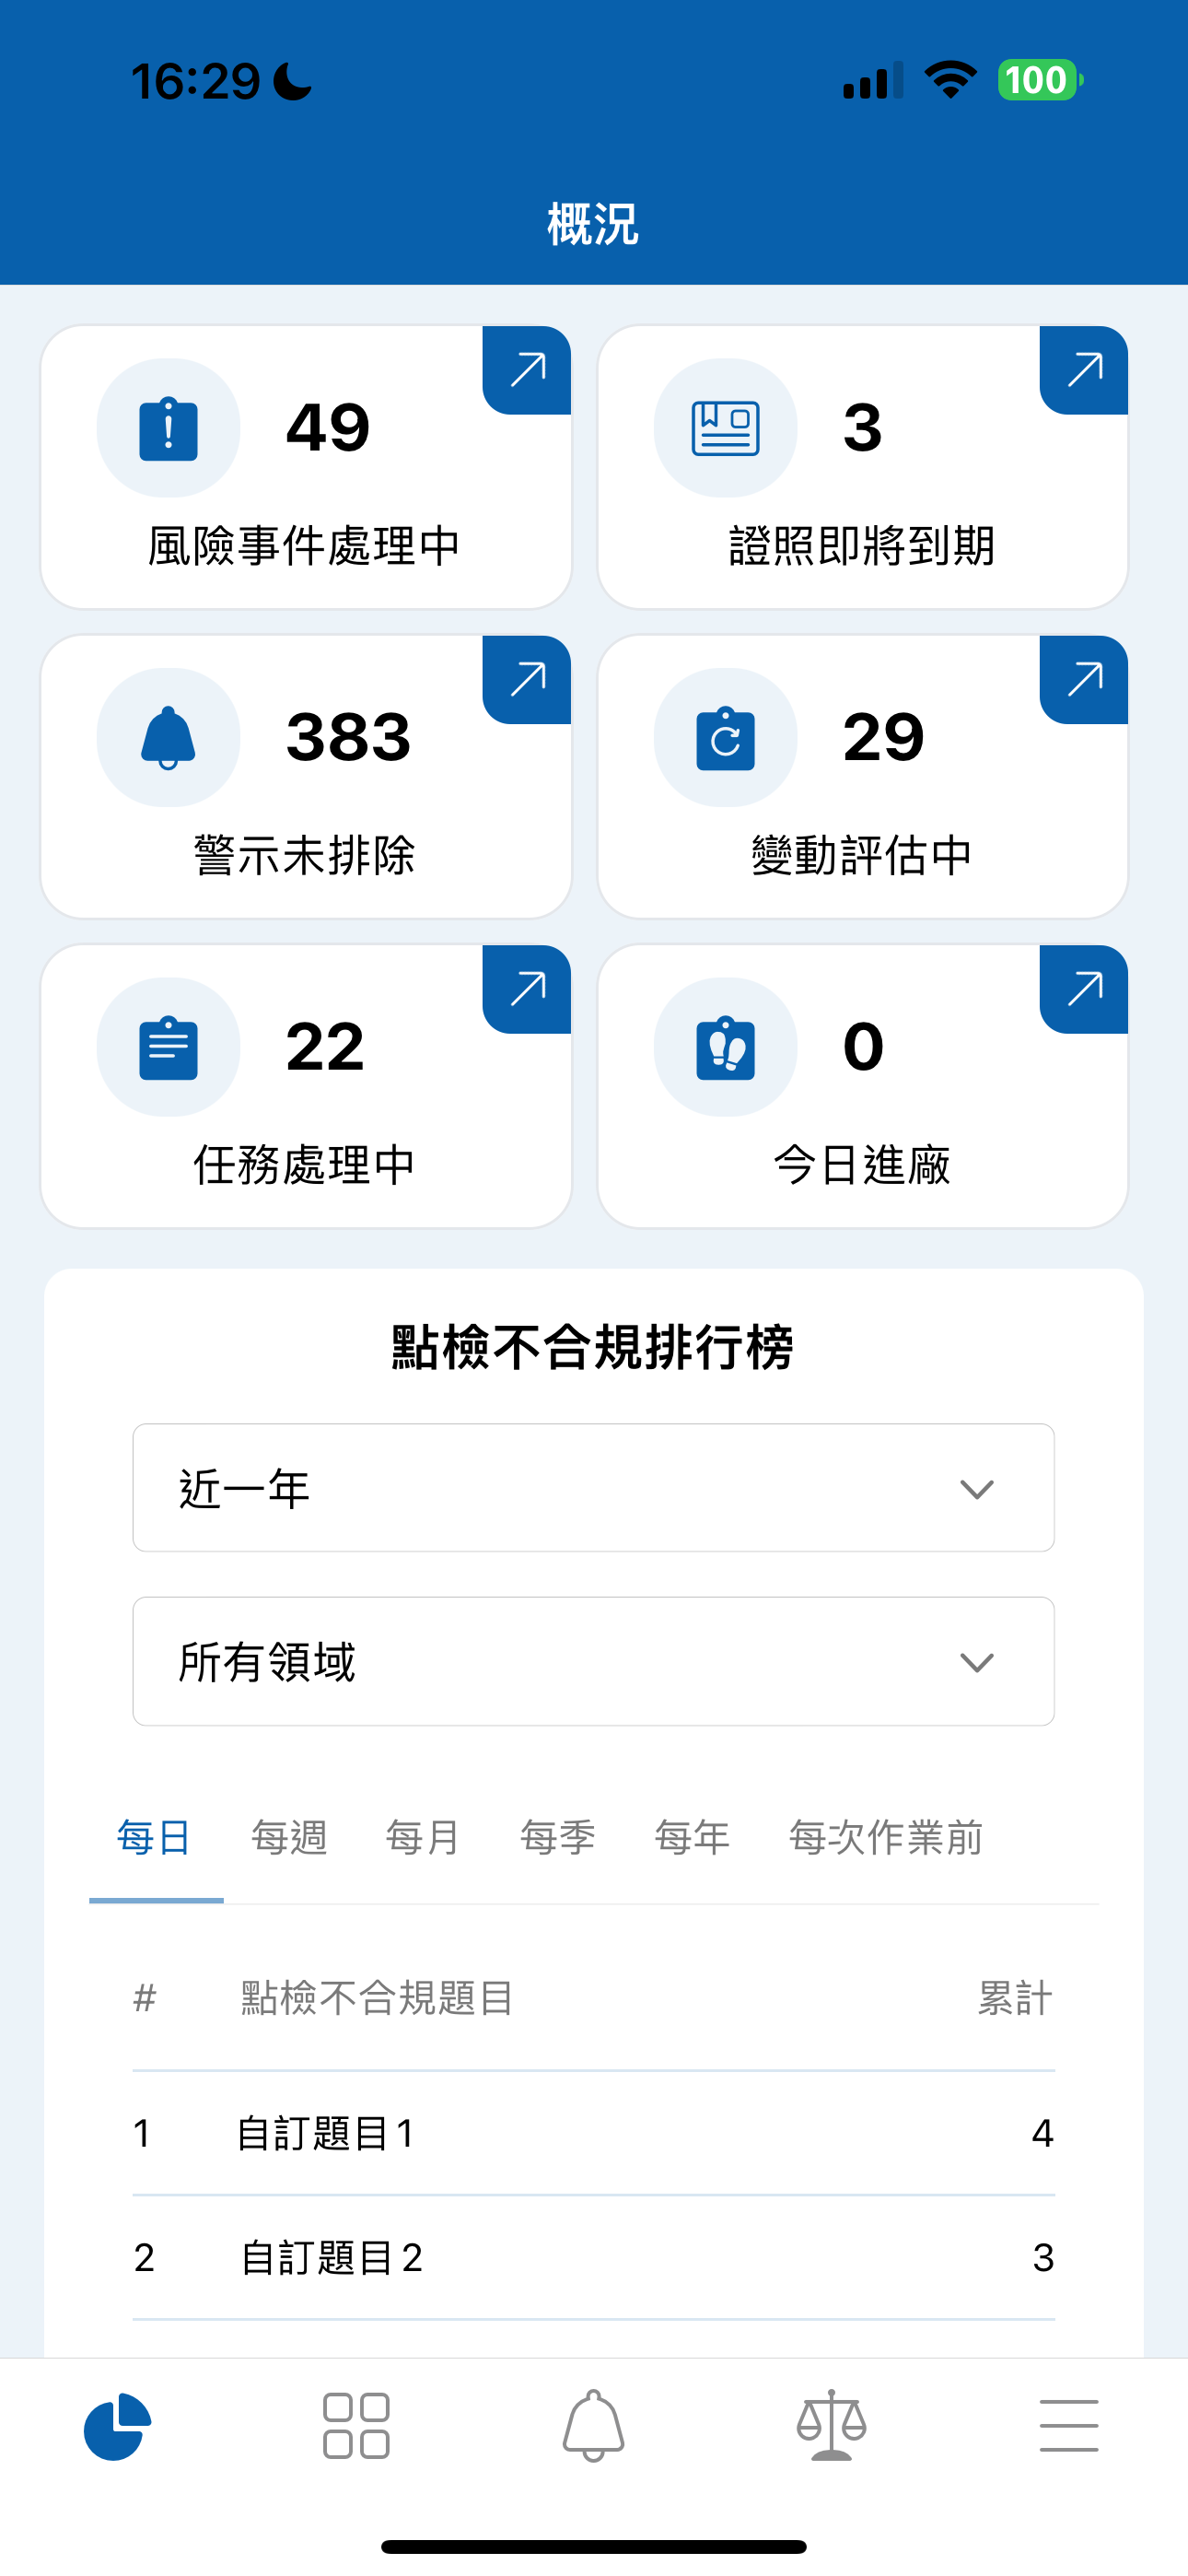 16:29
100
概況
49
風險事件處理中
3
證照即將到期
383
警示未排除
29
變動評估中
22
任務處理中
0
今日進廠
點檢不合規排行榜
近一年
所有領域
每日 每週 每月 每季 每年 每次作業前
# 點檢不合規題目 累計
1 自訂題目1 4
2 自訂題目2 3